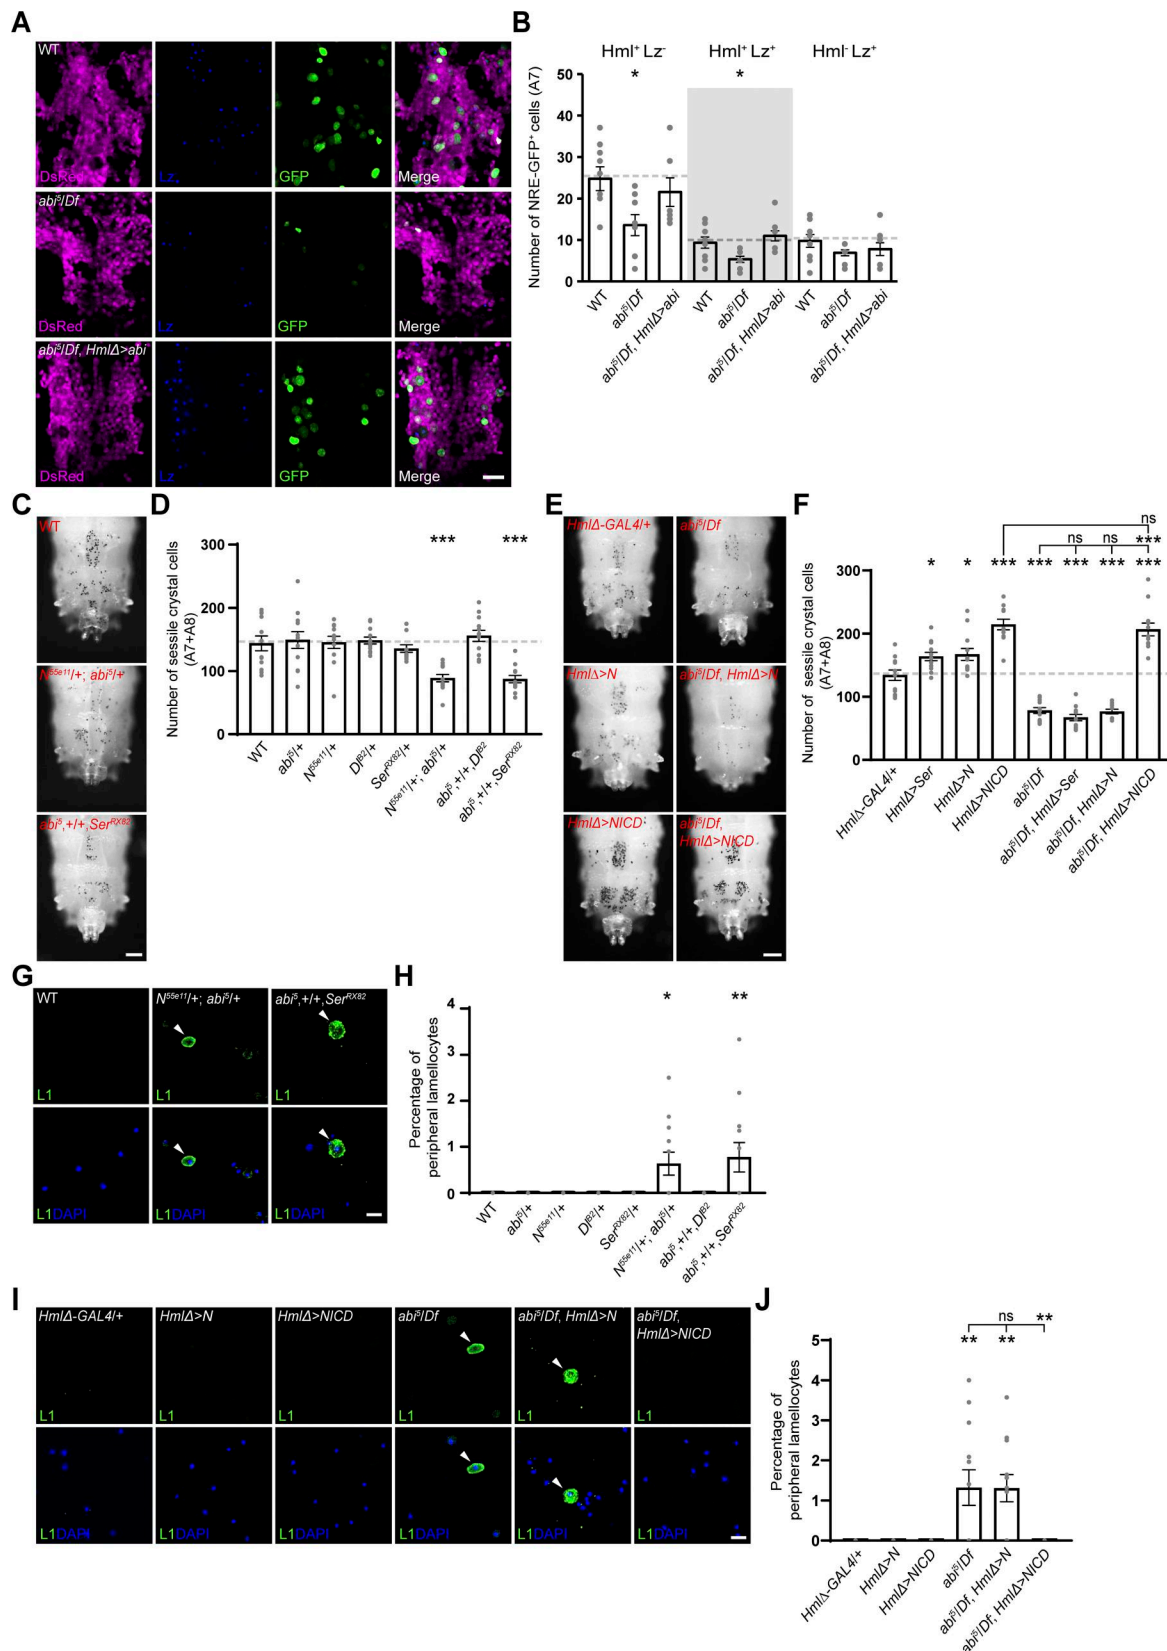 A
WT
DsRed
Lz
GFP
Merge
abi⁵/Df
DsRed
Lz
GFP
Merge
abi⁵/Df, HmlΔ>abi
DsRed
Lz
GFP
Merge
B
Hml⁺ Lz⁻
Hml⁺ Lz⁺
Hml⁻ Lz⁺
* *
Number of NRE-GFP⁺ cells (A7)
50
40
30
20
10
0
WT
abi⁵/Df
abi⁵/Df, HmlΔ>abi
WT
abi⁵/Df
abi⁵/Df, HmlΔ>abi
WT
abi⁵/Df
abi⁵/Df, HmlΔ>abi
C
WT
N⁵⁵ᵉ¹¹/+; abi⁵/+
abi⁵,+/+,Serᴿˣ⁸²
D
*** ***
Number of sessile crystal cells
(A7+A8)
300
200
100
0
WT
abi⁵/+
N⁵⁵ᵉ¹¹/+
Dlᴮ²/+
Serᴿˣ⁸²/+
N⁵⁵ᵉ¹¹/+; abi⁵/+
abi⁵,+/+,Dlᴮ²
abi⁵,+/+,Serᴿˣ⁸²
E
HmlΔ-GAL4/+
abi⁵/Df
HmlΔ>N
abi⁵/Df, HmlΔ>N
HmlΔ>NICD
abi⁵/Df,
HmlΔ>NICD
F
ns
ns ns ***
* * *** *** *** *** ***
Number of sessile crystal cells
(A7+A8)
300
200
100
0
HmlΔ-GAL4/+
HmlΔ>Ser
HmlΔ>N
HmlΔ>NICD
abi⁵/Df
abi⁵/Df, HmlΔ>Ser
abi⁵/Df, HmlΔ>N
abi⁵/Df, HmlΔ>NICD
G
WT
N⁵⁵ᵉ¹¹/+; abi⁵/+
abi⁵,+/+,Serᴿˣ⁸²
L1
L1
L1
L1DAPI
L1DAPI
L1DAPI
H
* **
Percentage of
peripheral lamellocytes
4
3
2
1
0
WT
abi⁵/+
N⁵⁵ᵉ¹¹/+
Dlᴮ²/+
Serᴿˣ⁸²/+
N⁵⁵ᵉ¹¹/+; abi⁵/+
abi⁵,+/+,Dlᴮ²
abi⁵,+/+,Serᴿˣ⁸²
I
HmlΔ-GAL4/+
HmlΔ>N
HmlΔ>NICD
abi⁵/Df
abi⁵/Df, HmlΔ>N
abi⁵/Df,
HmlΔ>NICD
L1
L1
L1
L1
L1
L1
L1DAPI
L1DAPI
L1DAPI
L1DAPI
L1DAPI
L1DAPI
J
ns **
** **
Percentage of
peripheral lamellocytes
5
4
3
2
1
0
HmlΔ-GAL4/+
HmlΔ>N
HmlΔ>NICD
abi⁵/Df
abi⁵/Df, HmlΔ>N
abi⁵/Df, HmlΔ>NICD